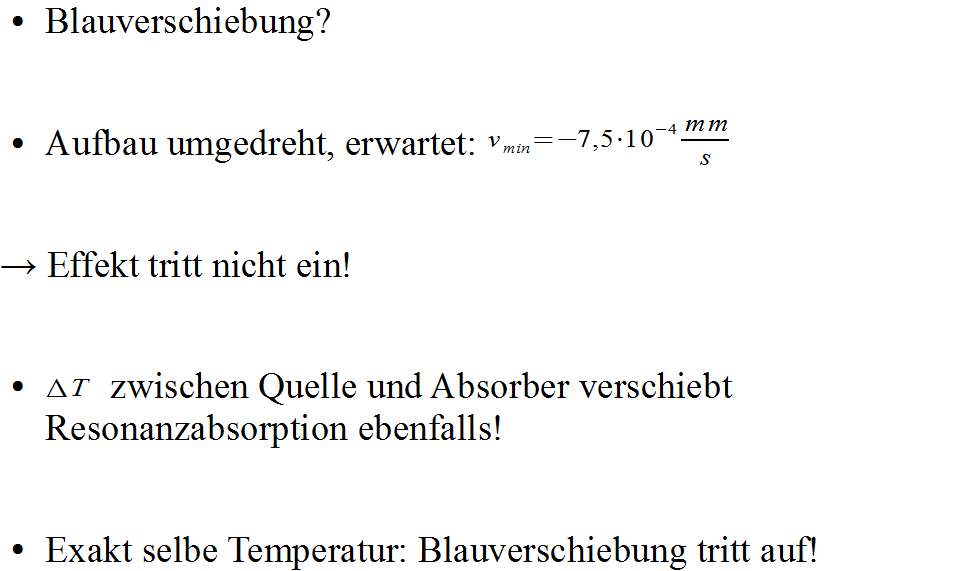 • Blauverschiebung?
• Aufbau umgedreht, erwartet: v_min=−7,5·10⁻⁴ mm/s
→ Effekt tritt nicht ein!
• ΔT zwischen Quelle und Absorber verschiebt
Resonanzabsorption ebenfalls!
• Exakt selbe Temperatur: Blauverschiebung tritt auf!